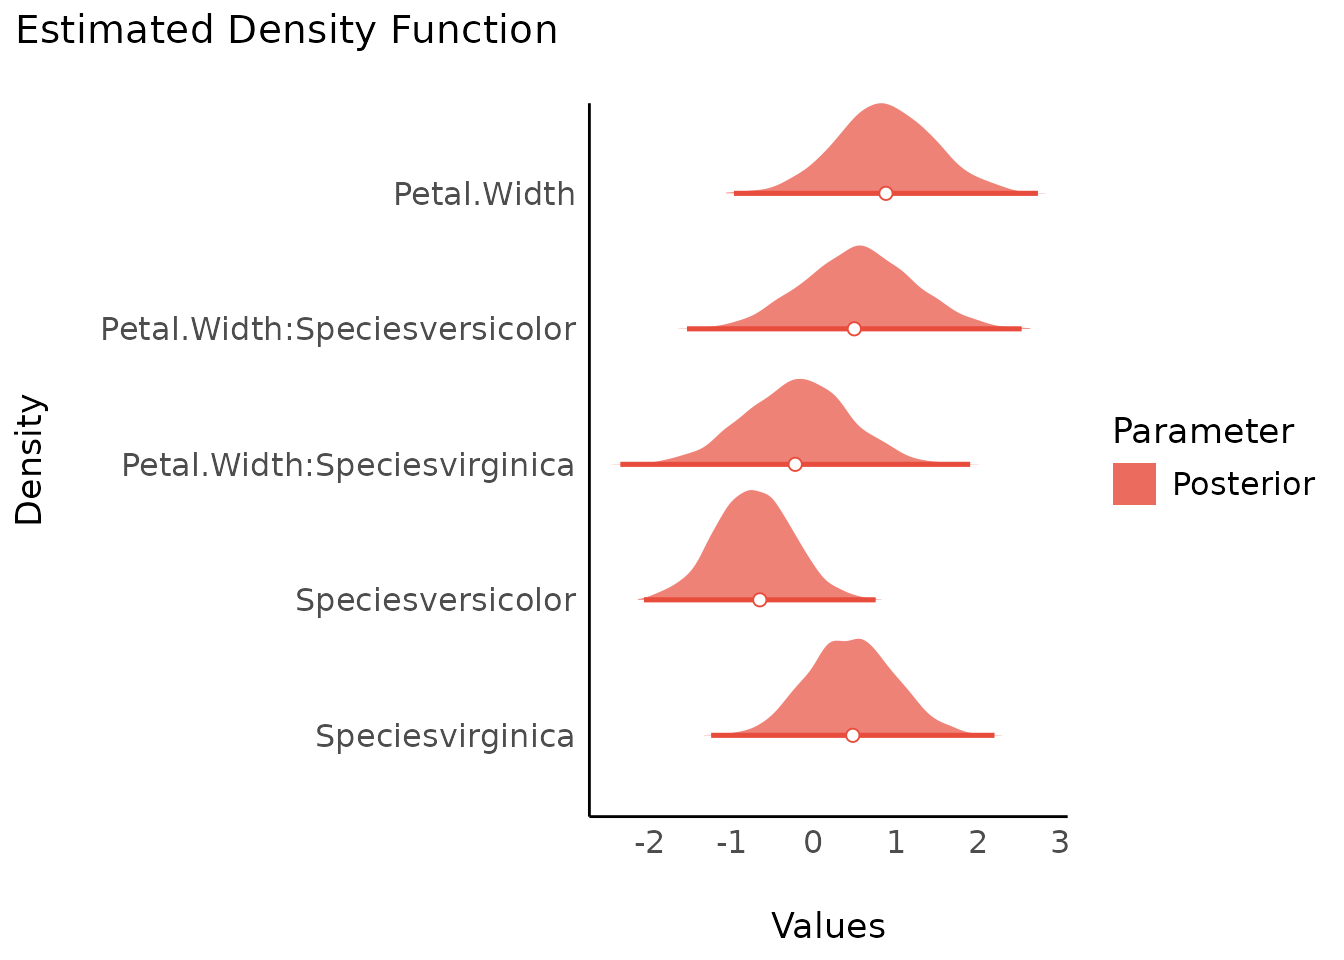 Estimated Density Function
Petal.Width
Petal.Width:Speciesversicolor
Petal.Width:Speciesvirginica
Speciesversicolor
Speciesvirginica
Density
-2 -1 0 1 2 3
Values
Parameter
Posterior